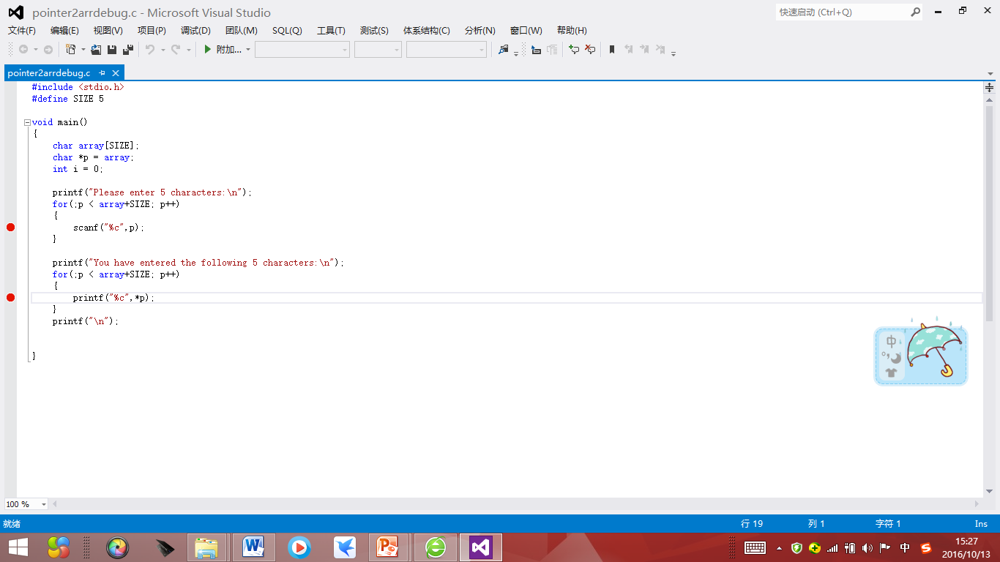 pointer2arrdebug.c - Microsoft Visual Studio
快速启动 (Ctrl+Q)
文件(F) 编辑(E) 视图(V) 项目(P) 调试(D) 团队(M) SQL(Q) 工具(T) 测试(S) 体系结构(C) 分析(N) 窗口(W) 帮助(H)
附加...
pointer2arrdebug.c
#include <stdio.h>
#define SIZE 5
void main()
{
char array[SIZE];
char *p = array;
int i = 0;
printf("Please enter 5 characters:\n");
for(;p < array+SIZE; p++)
{
scanf("%c",p);
}
printf("You have entered the following 5 characters:\n");
for(;p < array+SIZE; p++)
{
printf("%c",*p);
}
printf("\n");
}
中
100 %
就绪 行 19 列 1 字符 1 Ins
中
15:27
2016/10/13